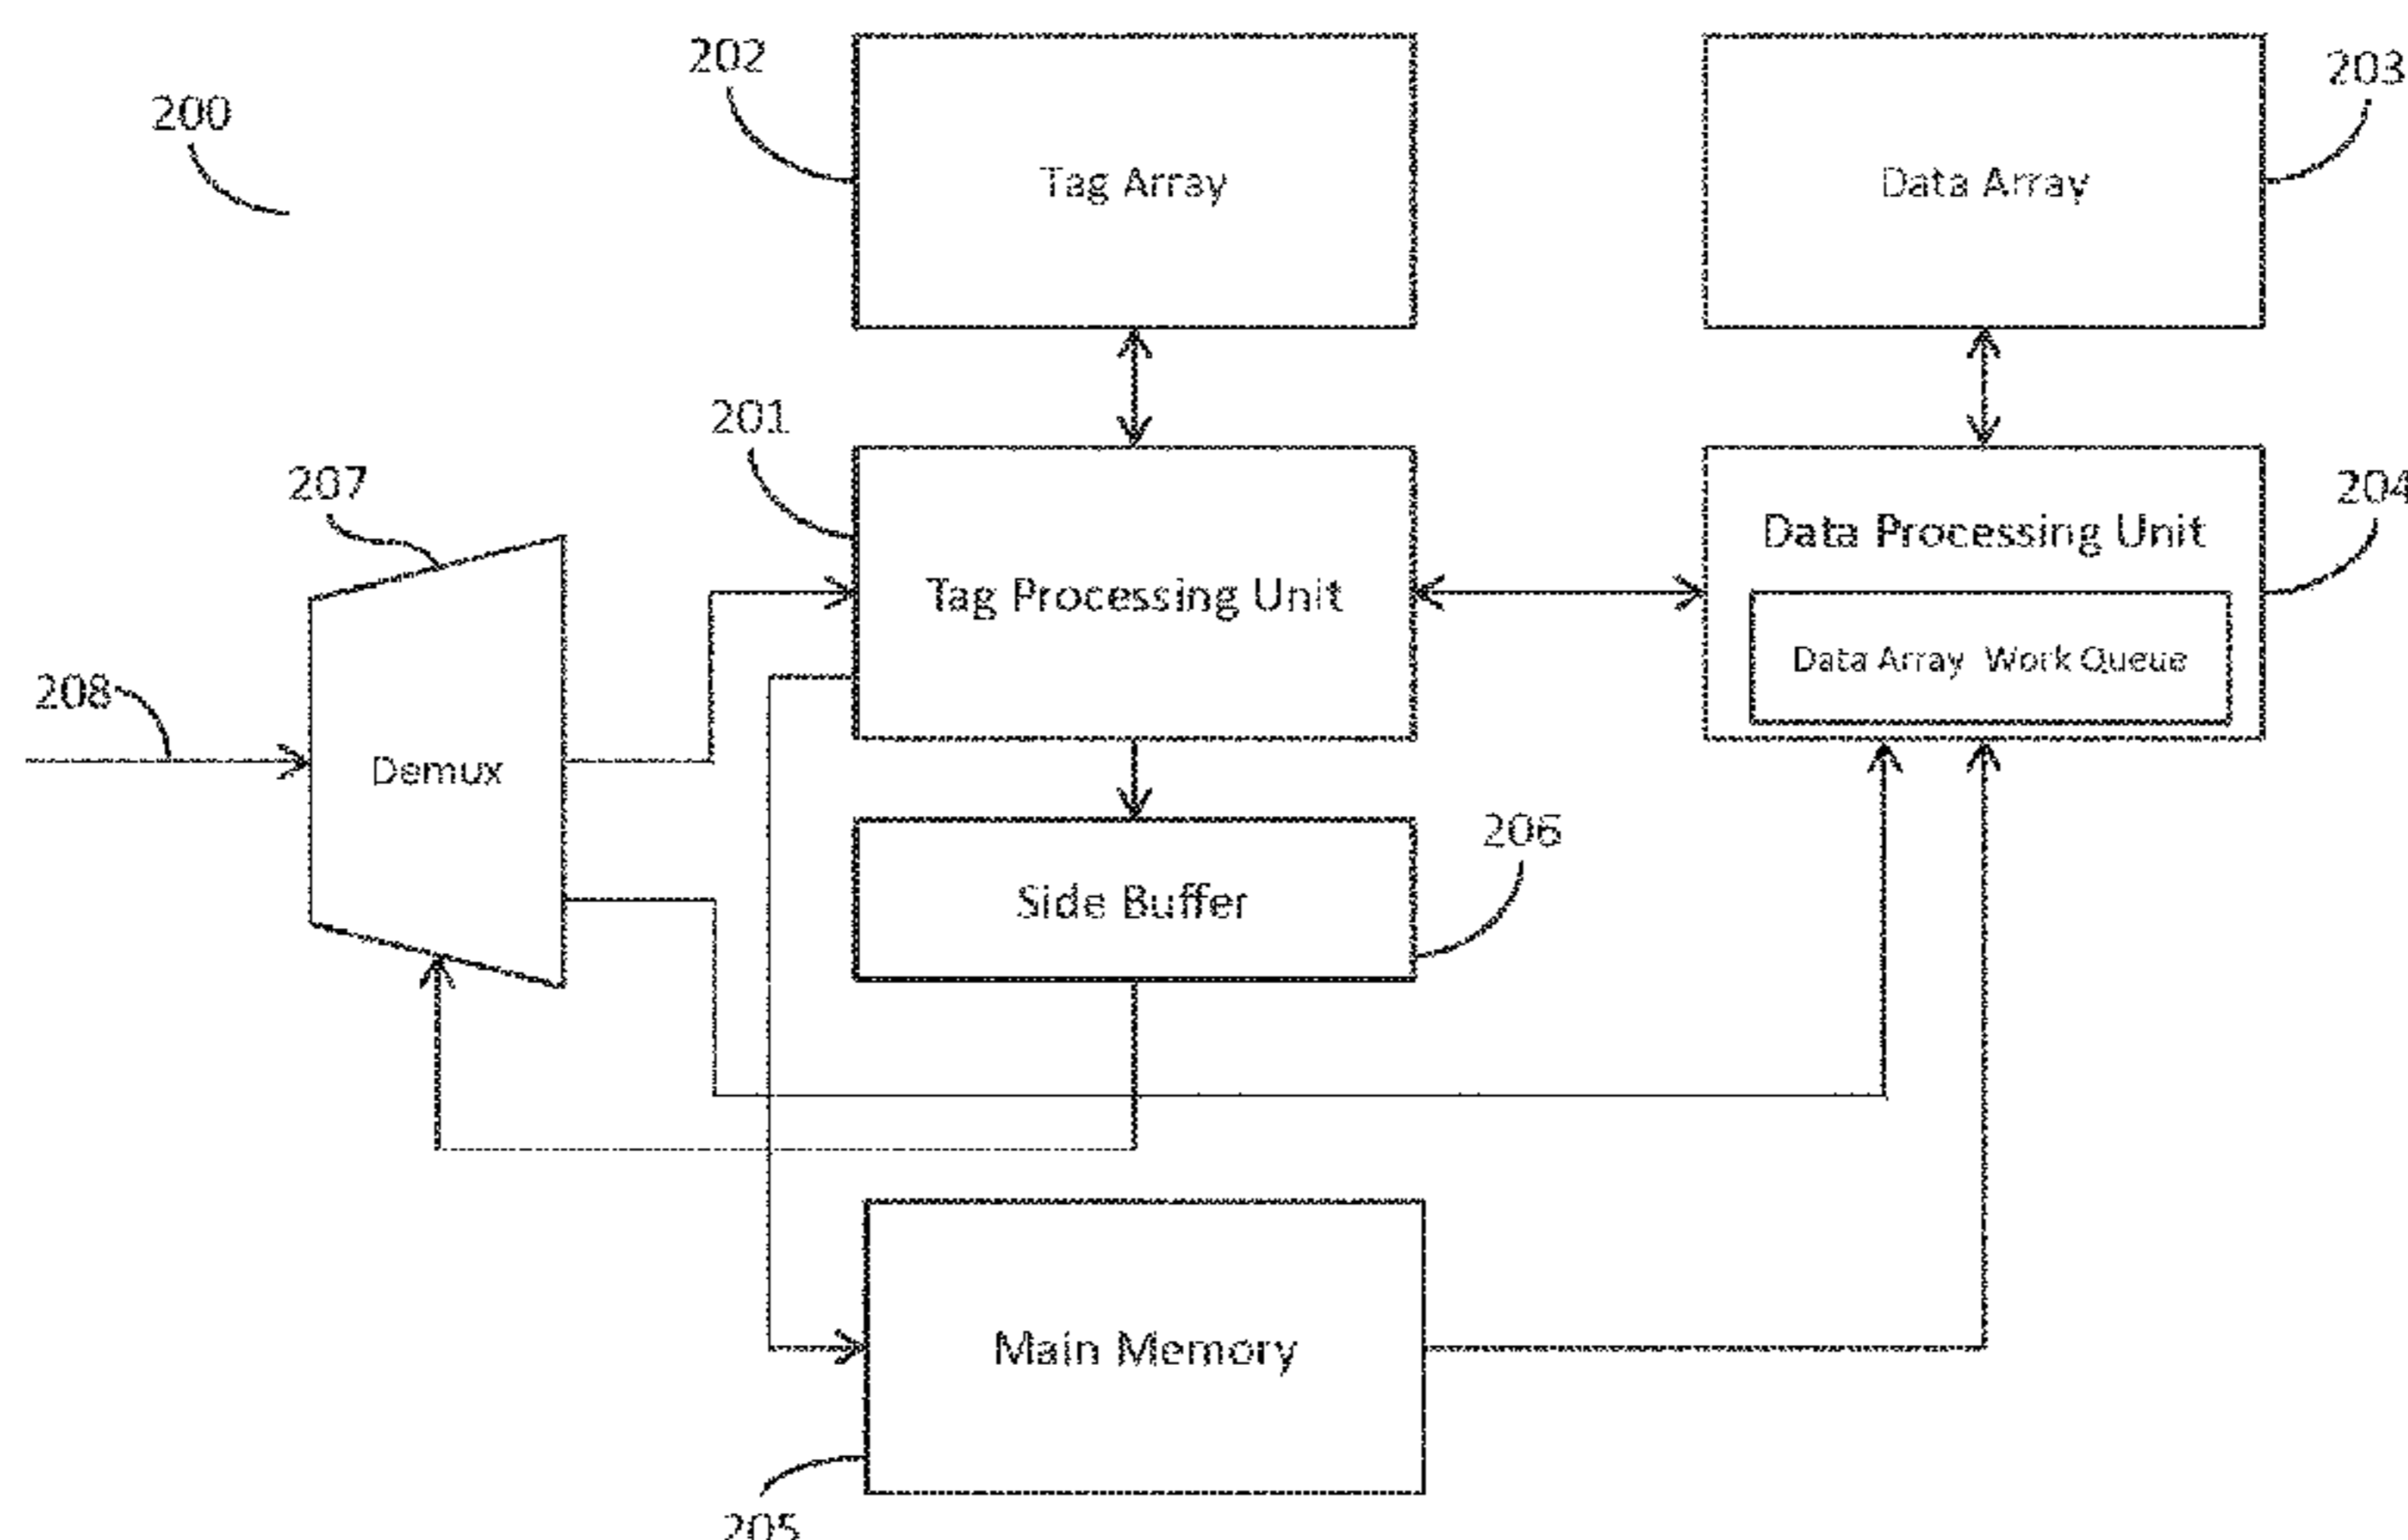 202
203
200
Tag Array
Data Array
201
207
204
Data Processing Unit
Tag Processing Unit
Data Array Work Queue
208
Demux
206
Side Buffer
Main Memory
205